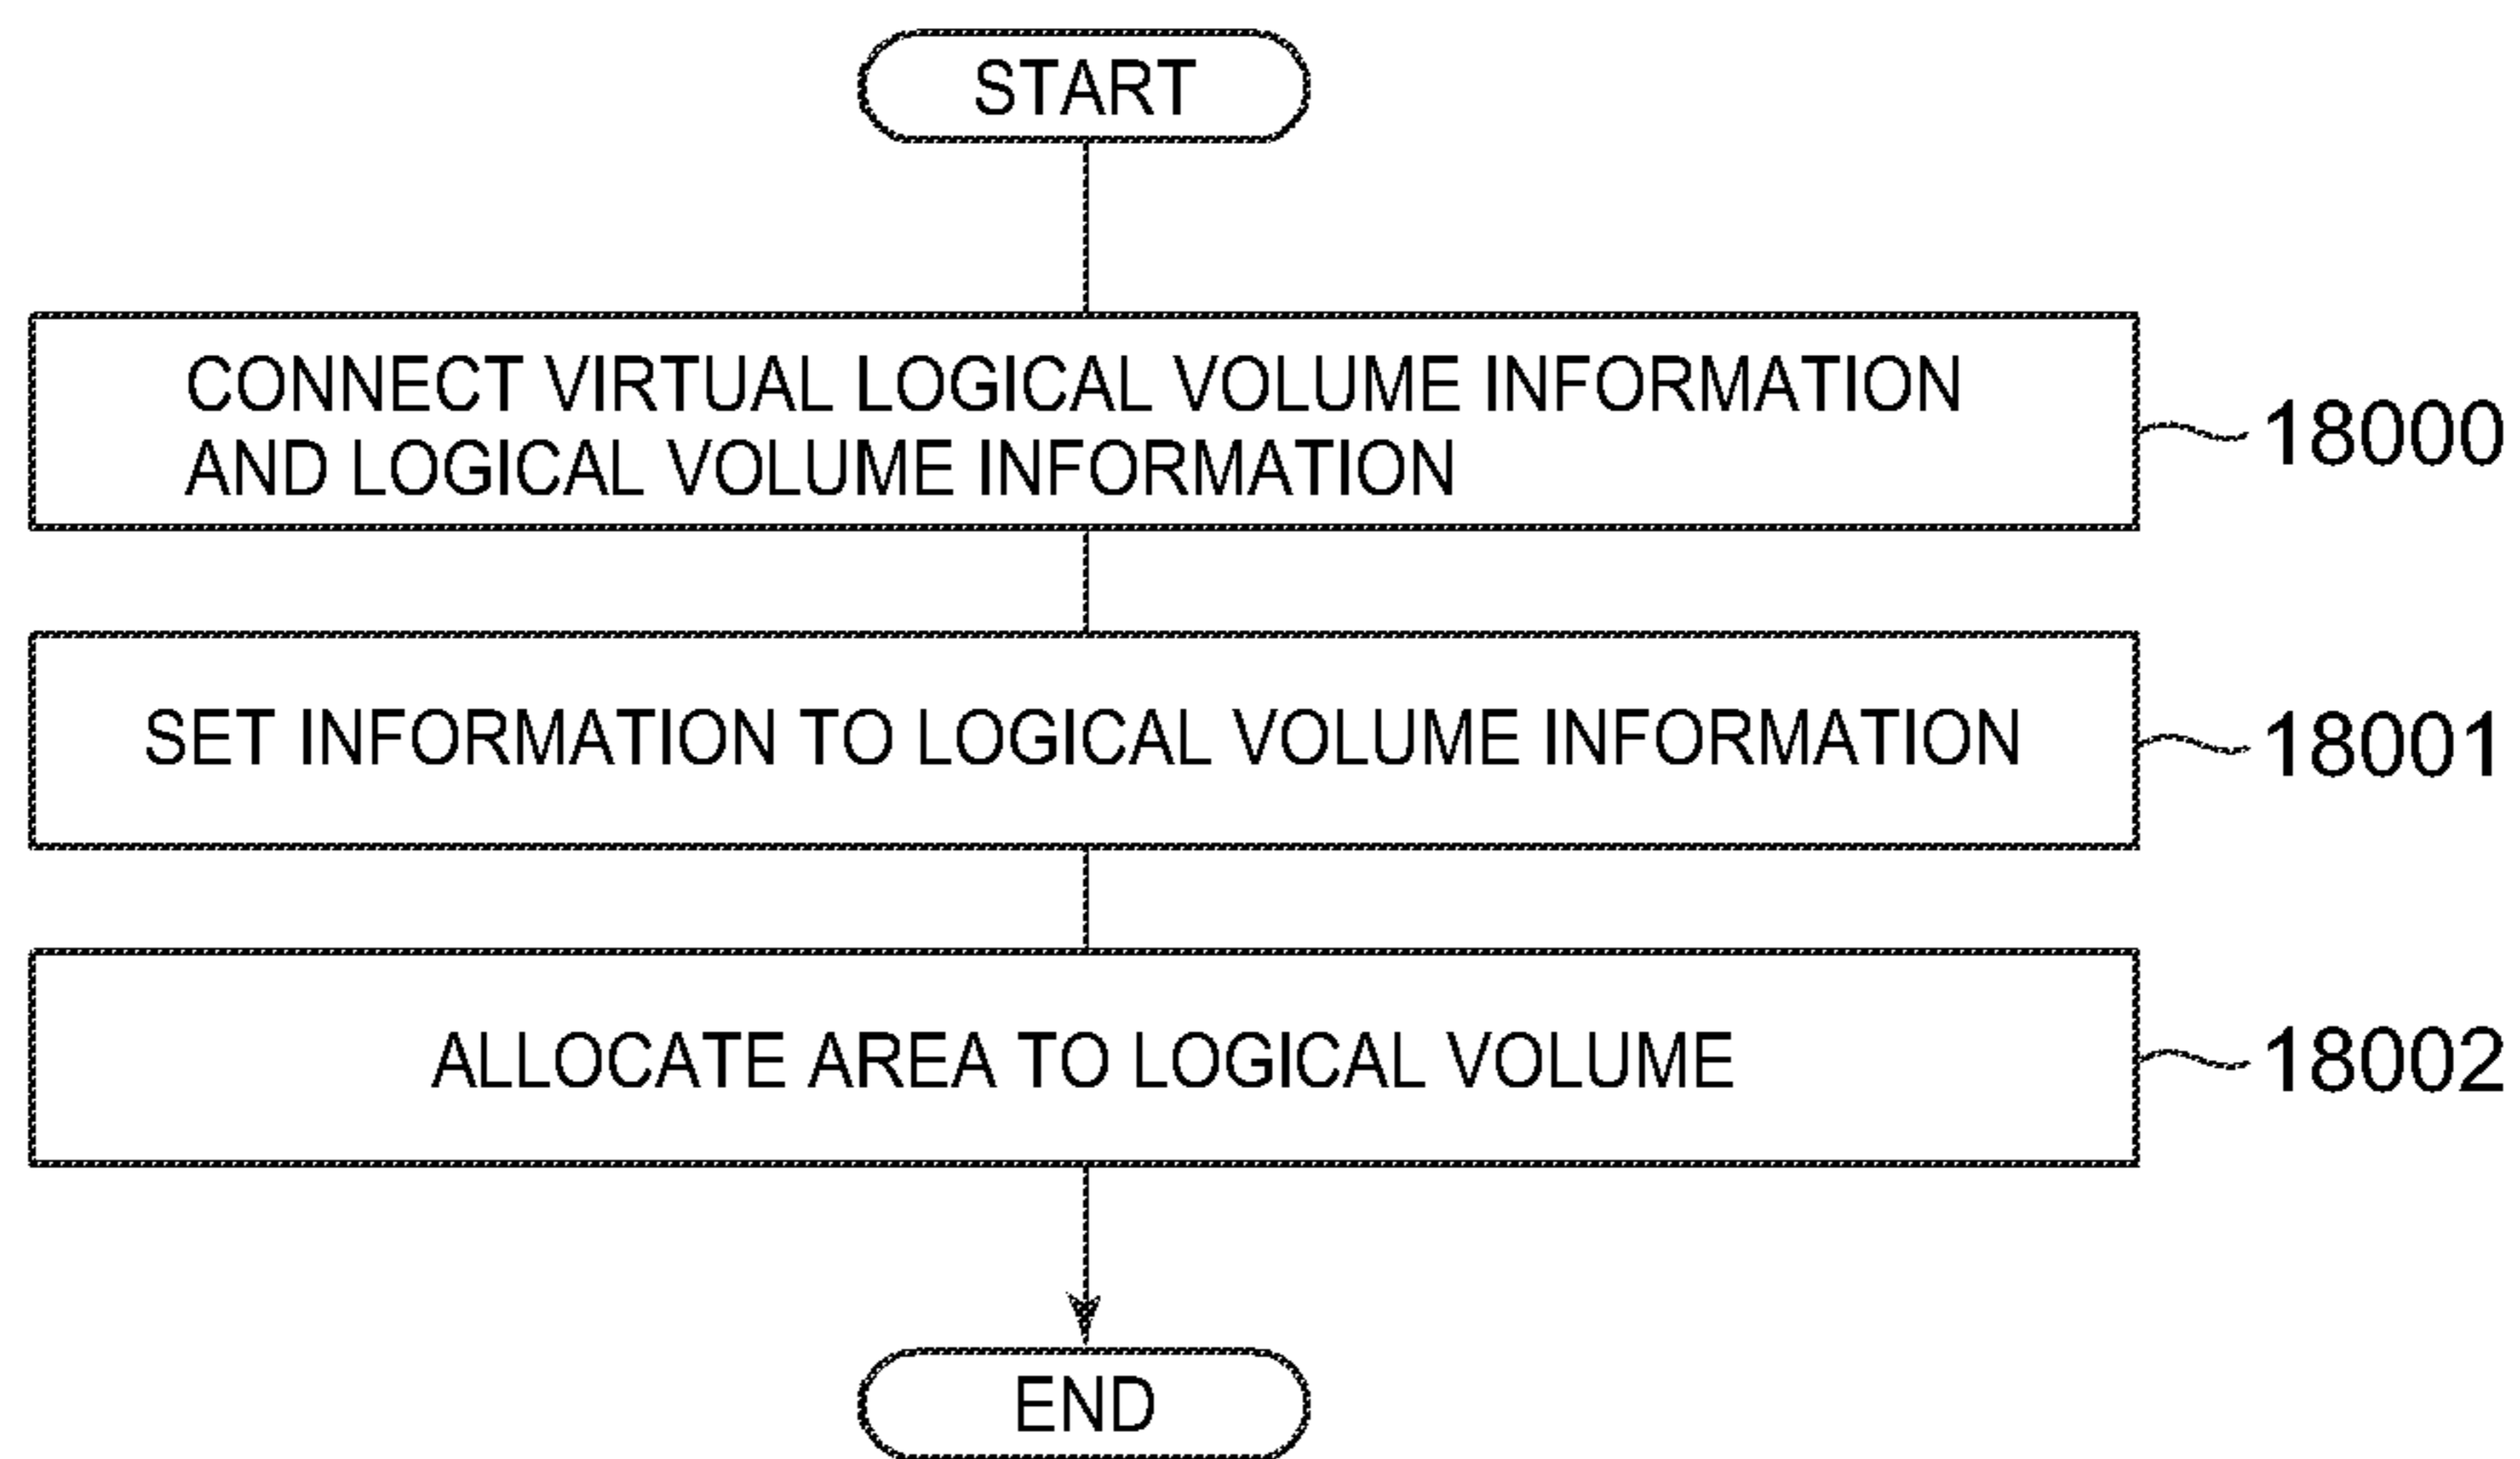 START
CONNECT VIRTUAL LOGICAL VOLUME INFORMATION
AND LOGICAL VOLUME INFORMATION
18000
SET INFORMATION TO LOGICAL VOLUME INFORMATION
18001
ALLOCATE AREA TO LOGICAL VOLUME
18002
END